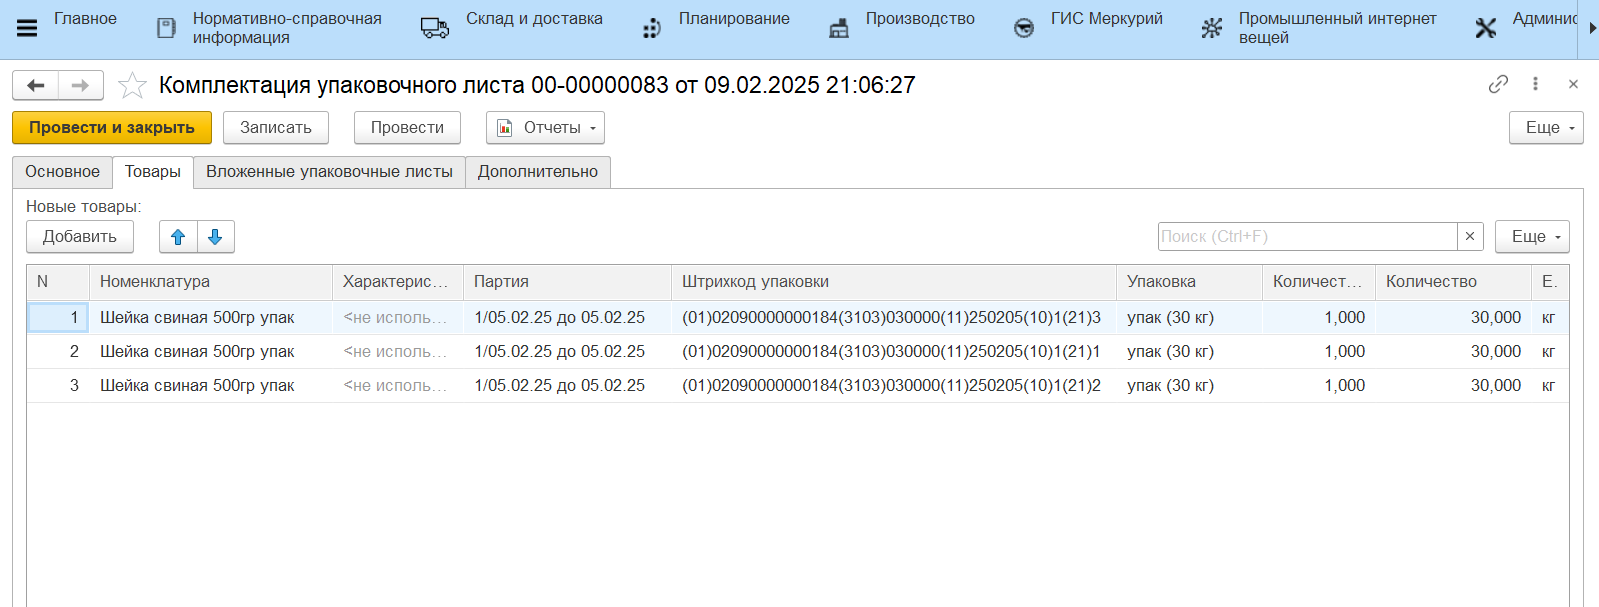 Главное
Нормативно-справочная информация
Склад и доставка
Планирование
Производство
ГИС Меркурий
Промышленный интернет вещей
Админис
Комплектация упаковочного листа 00-00000083 от 09.02.2025 21:06:27
Провести и закрыть
Записать
Провести
Отчеты
Еще
Основное
Товары
Вложенные упаковочные листы
Дополнительно
Новые товары:
Добавить
Поиск (Ctrl+F)
×
Еще
N Номенклатура Характерис... Партия Штрихкод упаковки Упаковка Количест... Количество Е.
1 Шейка свиная 500гр упак <не исполь... 1/05.02.25 до 05.02.25 (01)02090000000184(3103)030000(11)250205(10)1(21)3 упак (30 кг) 1,000 30,000 кг
2 Шейка свиная 500гр упак <не исполь... 1/05.02.25 до 05.02.25 (01)02090000000184(3103)030000(11)250205(10)1(21)1 упак (30 кг) 1,000 30,000 кг
3 Шейка свиная 500гр упак <не исполь... 1/05.02.25 до 05.02.25 (01)02090000000184(3103)030000(11)250205(10)1(21)2 упак (30 кг) 1,000 30,000 кг